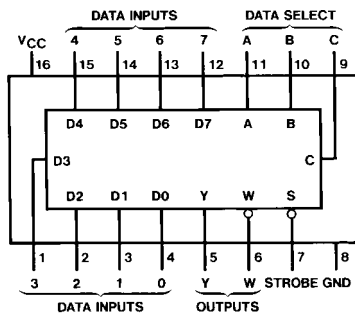 DATA INPUTS DATA SELECT
VCC 4 5 6 7 A B C
16 15 14 13 12 11 10 9
D4 D5 D6 D7 A B
D3 C
D2 D1 D0 Y W S
1 2 3 4 5 6 7 8
3 2 1 0 Y W STROBE GND
DATA INPUTS OUTPUTS